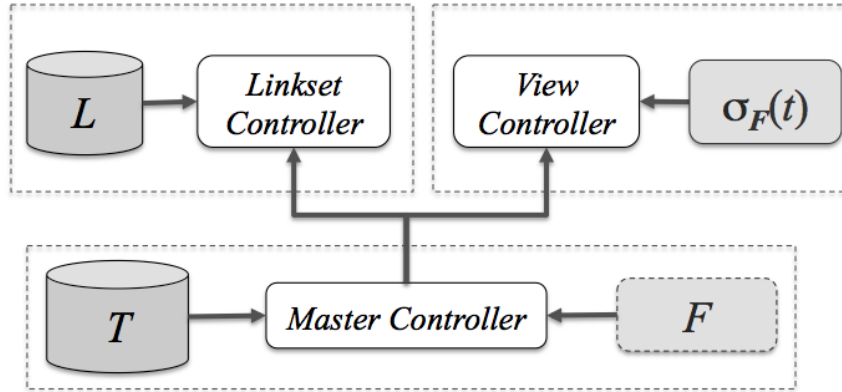 L
Linkset
Controller
View
Controller
σF(t)
T
Master Controller
F